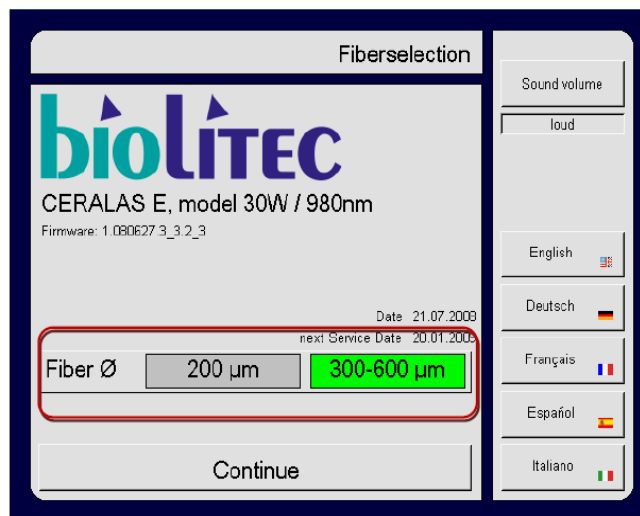 Fiberselection
biolitec
CERALAS E, model 30W / 980nm
Firmware: 1.080627.3_3.2_3
Date 21.07.2008
next Service Date 20.01.2009
Fiber Ø 200 µm 300-600 µm
Continue
Sound volume
loud
English
Deutsch
Français
Español
Italiano